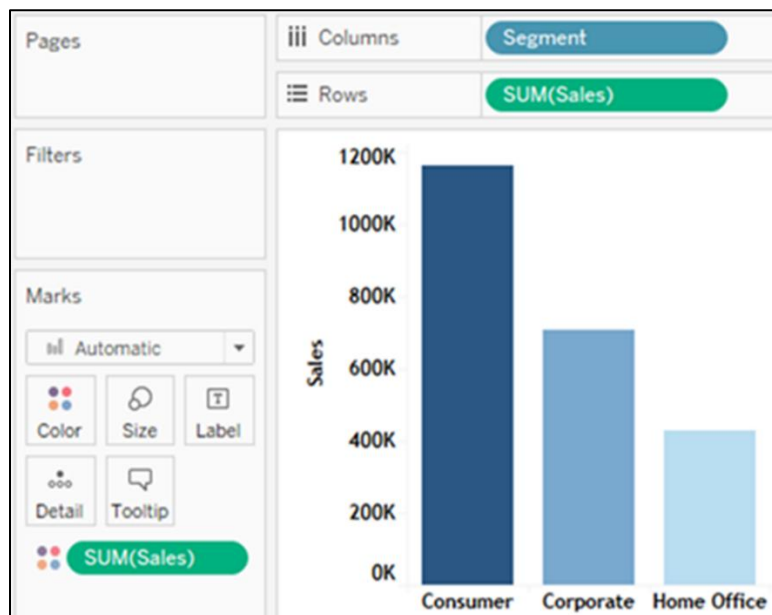 Pages
Columns
Segment
Rows
SUM(Sales)
Filters
Marks
Automatic
Color
Size
T
Label
Detail
Tooltip
SUM(Sales)
1200K
1000K
800K
600K
400K
200K
0K
Sales
Consumer Corporate Home Office